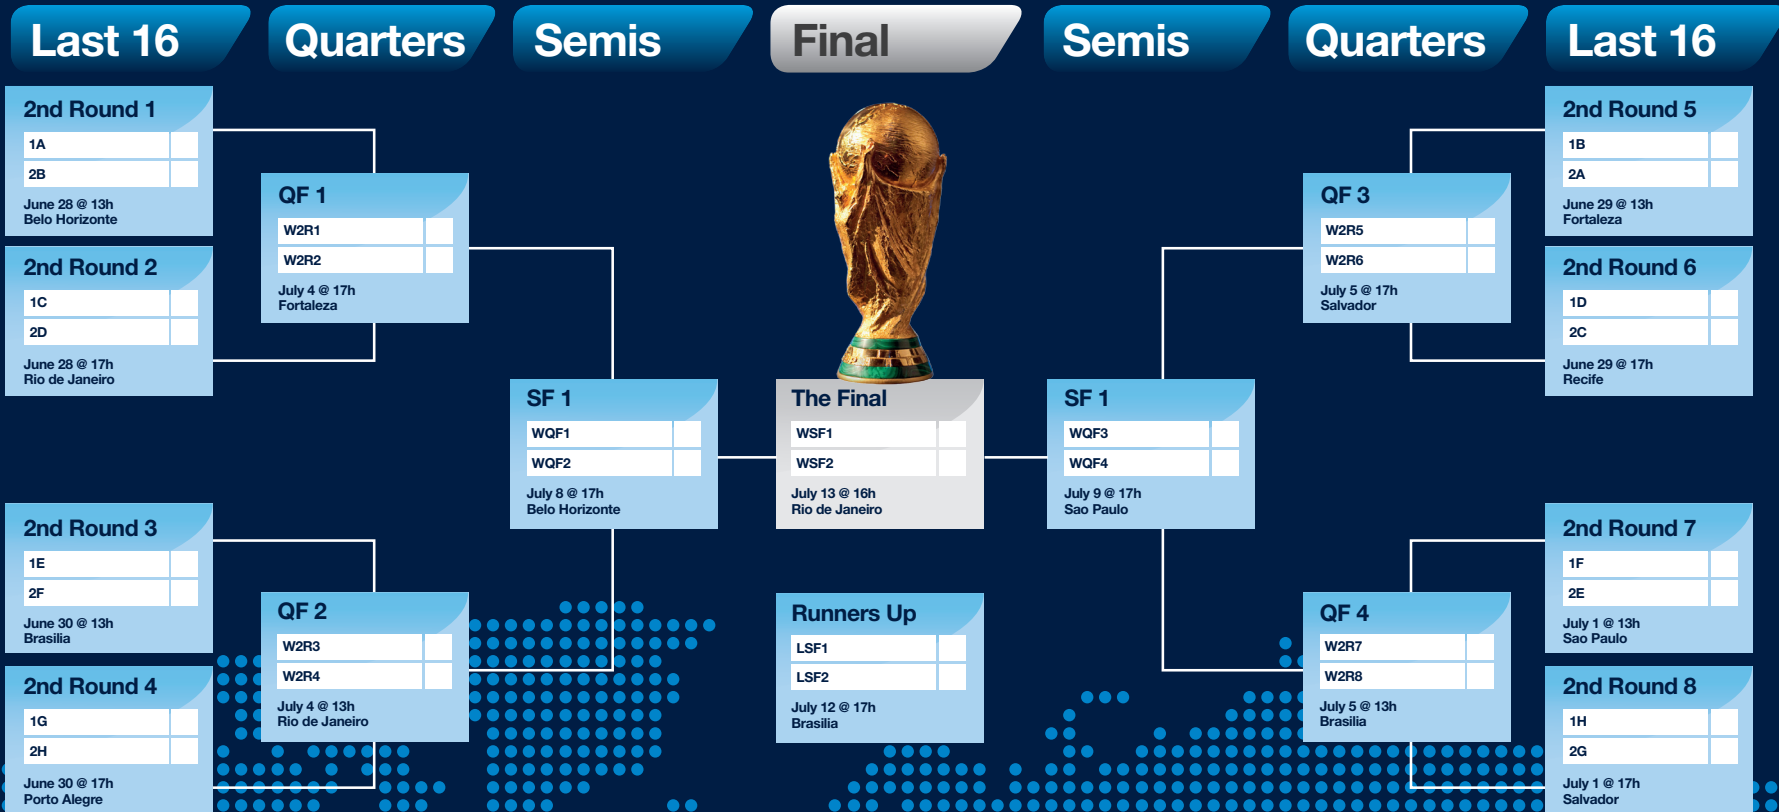 Last 16
Quarters
Semis
Final
Semis
Quarters
Last 16
2nd Round 1
1A
2B
June 28 @ 13h
Belo Horizonte
2nd Round 2
1C
2D
June 28 @ 17h
Rio de Janeiro
2nd Round 3
1E
2F
June 30 @ 13h
Brasilia
2nd Round 4
1G
2H
June 30 @ 17h
Porto Alegre
QF 1
W2R1
W2R2
July 4 @ 17h
Fortaleza
QF 2
W2R3
W2R4
July 4 @ 13h
Rio de Janeiro
SF 1
WQF1
WQF2
July 8 @ 17h
Belo Horizonte
The Final
WSF1
WSF2
July 13 @ 16h
Rio de Janeiro
Runners Up
LSF1
LSF2
July 12 @ 17h
Brasilia
SF 1
WQF3
WQF4
July 9 @ 17h
Sao Paulo
QF 3
W2R5
W2R6
July 5 @ 17h
Salvador
QF 4
W2R7
W2R8
July 5 @ 13h
Brasilia
2nd Round 5
1B
2A
June 29 @ 13h
Fortaleza
2nd Round 6
1D
2C
June 29 @ 17h
Recife
2nd Round 7
1F
2E
July 1 @ 13h
Sao Paulo
2nd Round 8
1H
2G
July 1 @ 17h
Salvador